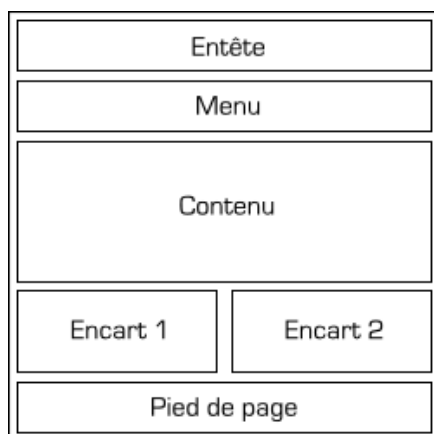 Entête
Menu
Contenu
Encart 1
Encart 2
Pied de page